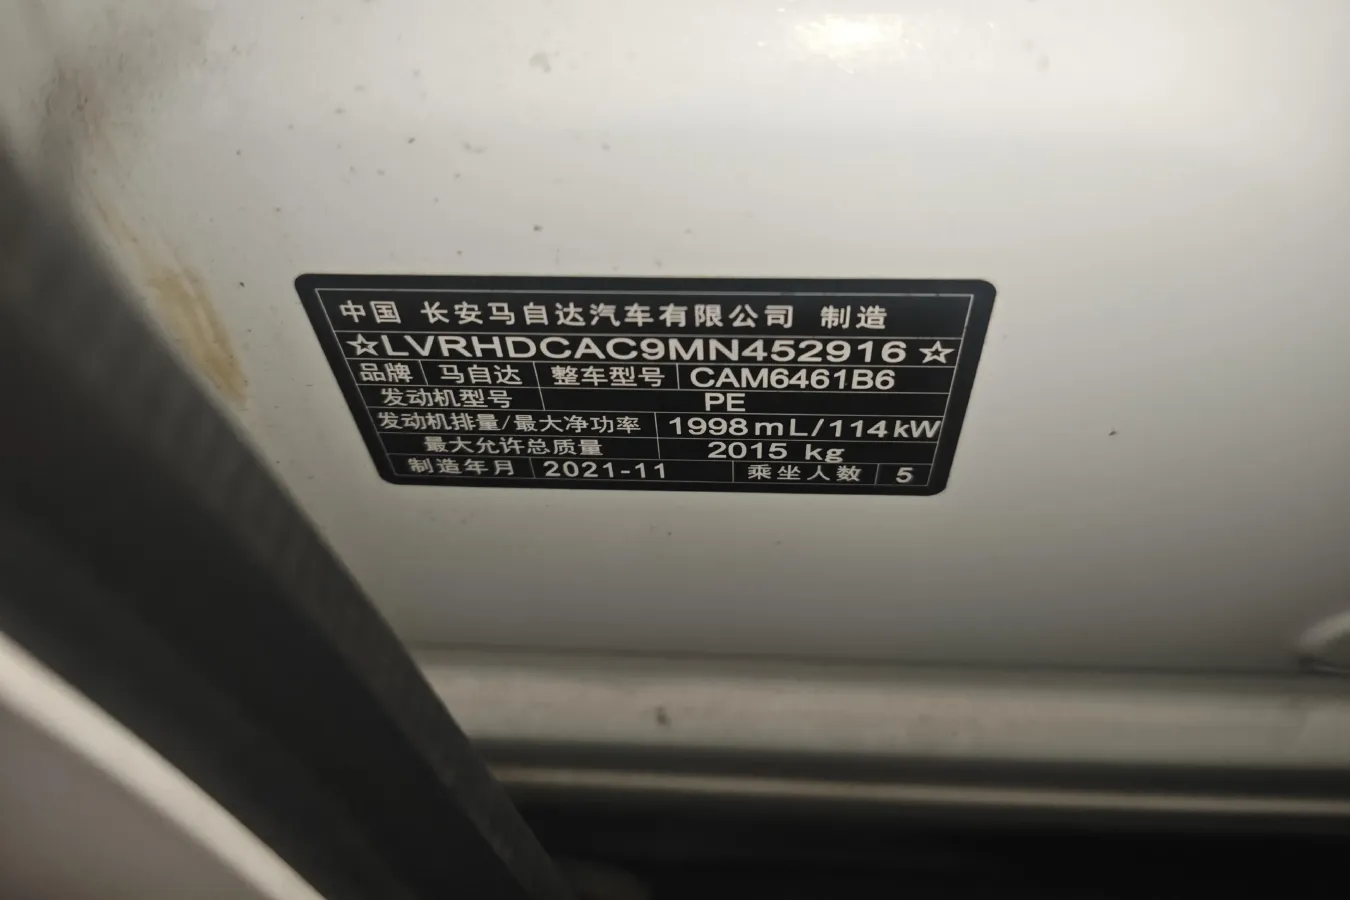 中国 长安马自达汽车有限公司 制造
☆LVRHDCAC9MN452916☆
品牌 马自达 整车型号 CAM6461B6
发动机型号 PE
发动机排量/最大净功率 1998mL/114kW
最大允许总质量 2015 kg
制造年月 2021-11 乘坐人数 5